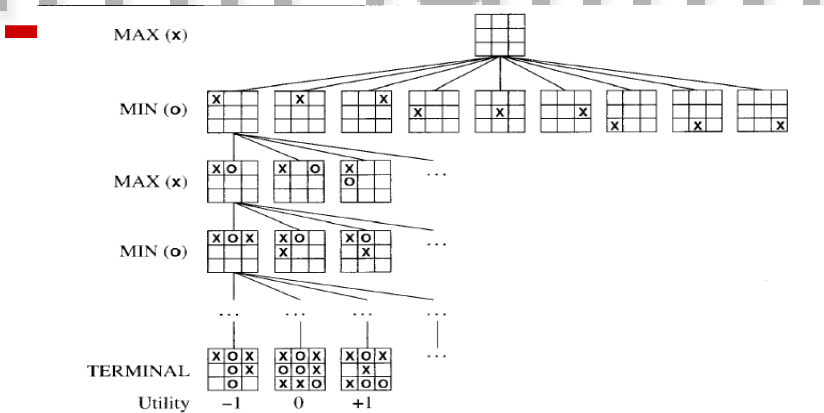 MAX (x)
MIN (o)
X X X X X X X X X
MAX (x)
X O X O X ...
O
MIN (o)
X O X X O X O ...
X X
... ... ... ...
TERMINAL
X O X X O X X O X ...
O X O O X X
O X X O X O O
Utility −1 0 +1